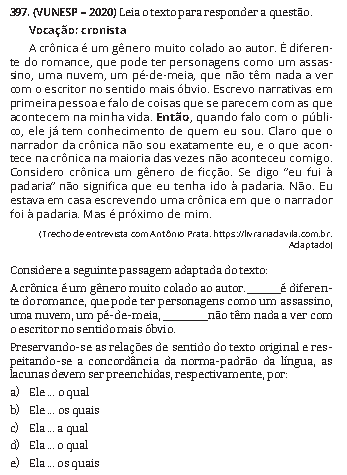 397. (VUNESP – 2020) Leia o texto para responder a questão.
Vocação: cronista
A crônica é um gênero muito colado ao autor. É diferen-
te do romance, que pode ter personagens como um assas-
sino, uma nuvem, um pé-de-meia, que não têm nada a ver
com o escritor no sentido mais óbvio. Escrevo narrativas em
primeira pessoa e falo de coisas que se parecem com as que
acontecem na minha vida. Então, quando falo com o públi-
co, ele já tem conhecimento de quem eu sou. Claro que o
narrador da crônica não sou exatamente eu, e o que acon-
tece na crônica na maioria das vezes não aconteceu comigo.
Considero crônica um gênero de ficção. Se digo “eu fui à
padaria” não significa que eu tenha ido à padaria. Não. Eu
estava em casa escrevendo uma crônica em que o narrador
foi à padaria. Mas é próximo de mim.
(Trecho de entrevista com Antônio Prata. https://livrariadavila.com.br.
Adaptado)
Considere a seguinte passagem adaptada do texto:
A crônica é um gênero muito colado ao autor. ______ é diferen-
te do romance, que pode ter personagens como um assassino,
uma nuvem, um pé-de-meia, ________ não têm nada a ver com
o escritor no sentido mais óbvio.
Preservando-se as relações de sentido do texto original e res-
peitando-se a concordância da norma-padrão da língua, as
lacunas devem ser preenchidas, respectivamente, por:
a) Ele ... o qual
b) Ele ... os quais
c) Ela ... a qual
d) Ela ... o qual
e) Ela ... os quais